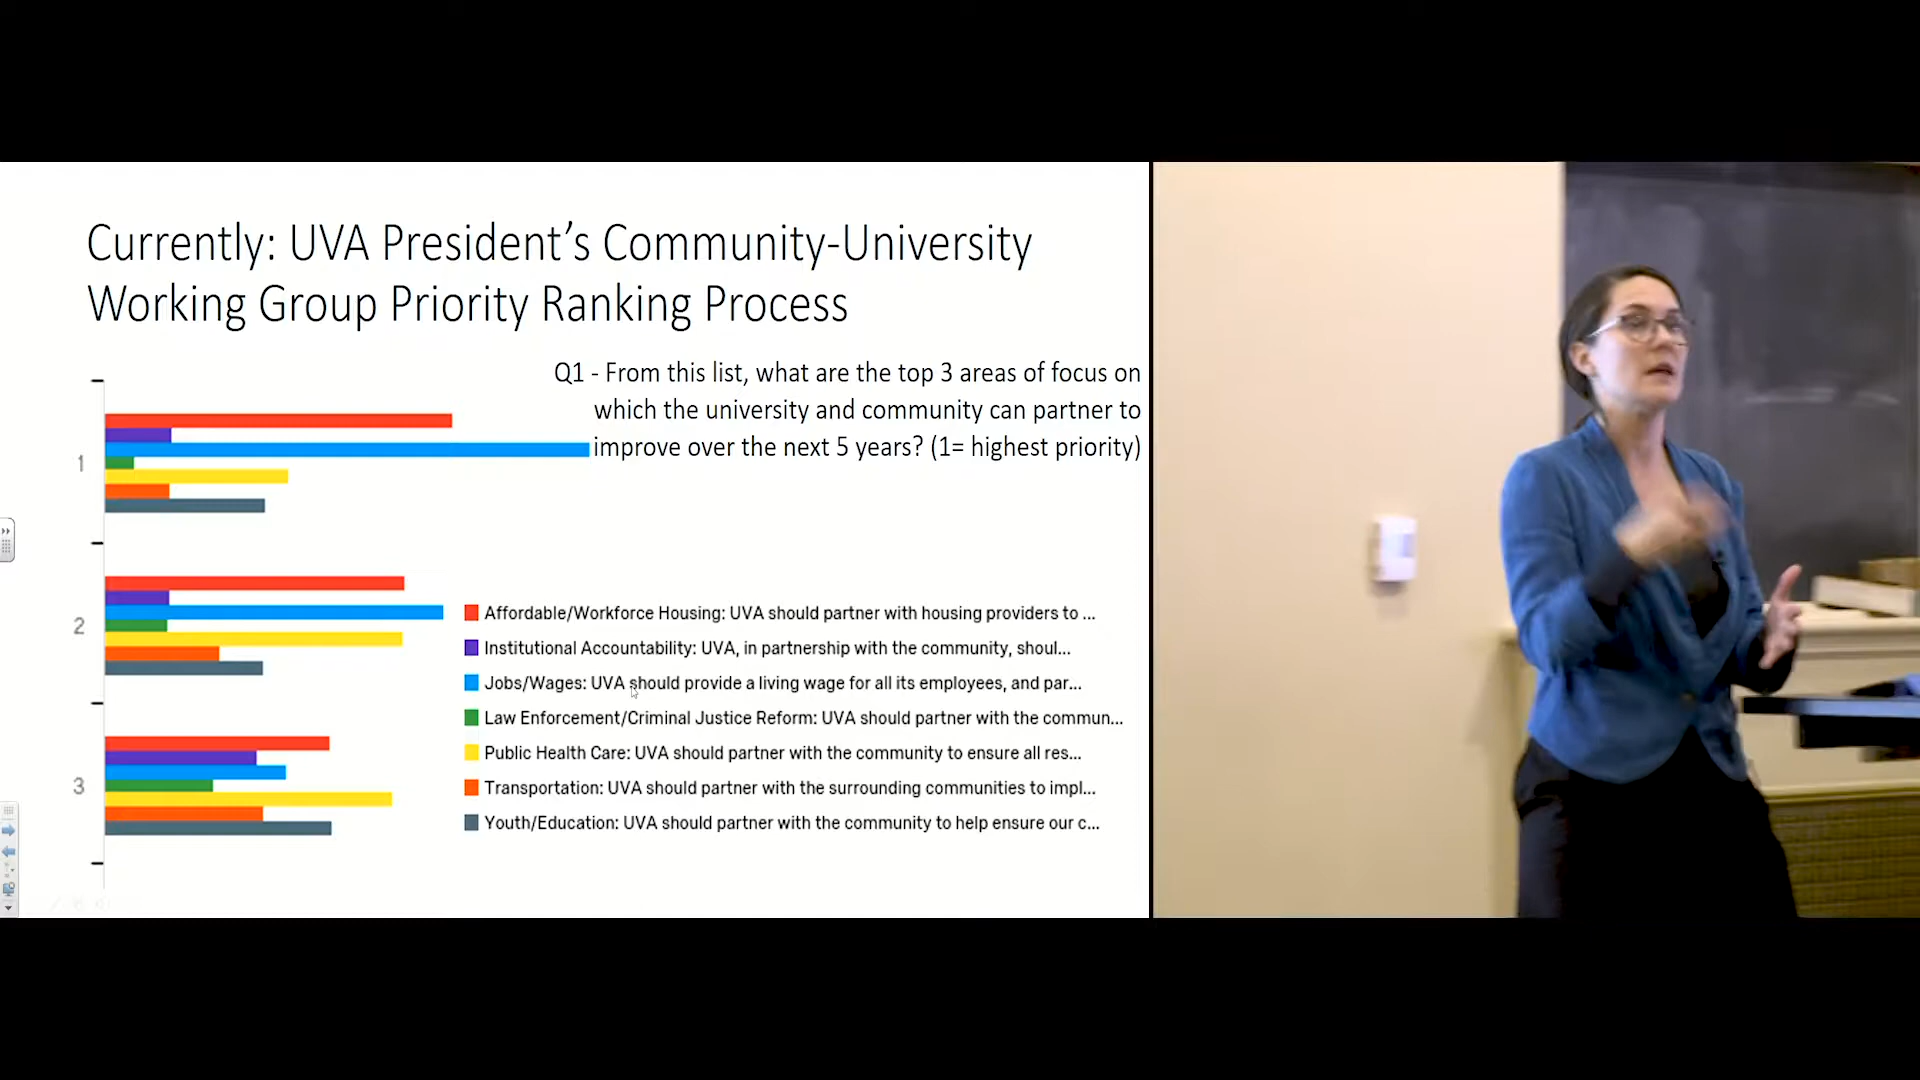 Currently: UVA President’s Community-University
Working Group Priority Ranking Process
Q1 - From this list, what are the top 3 areas of focus on
which the university and community can partner to
improve over the next 5 years? (1= highest priority)
1
2
3
Affordable/Workforce Housing: UVA should partner with housing providers to ...
Institutional Accountability: UVA, in partnership with the community, shoul...
Jobs/Wages: UVA should provide a living wage for all its employees, and par...
Law Enforcement/Criminal Justice Reform: UVA should partner with the commun...
Public Health Care: UVA should partner with the community to ensure all res...
Transportation: UVA should partner with the surrounding communities to impl...
Youth/Education: UVA should partner with the community to help ensure our c...